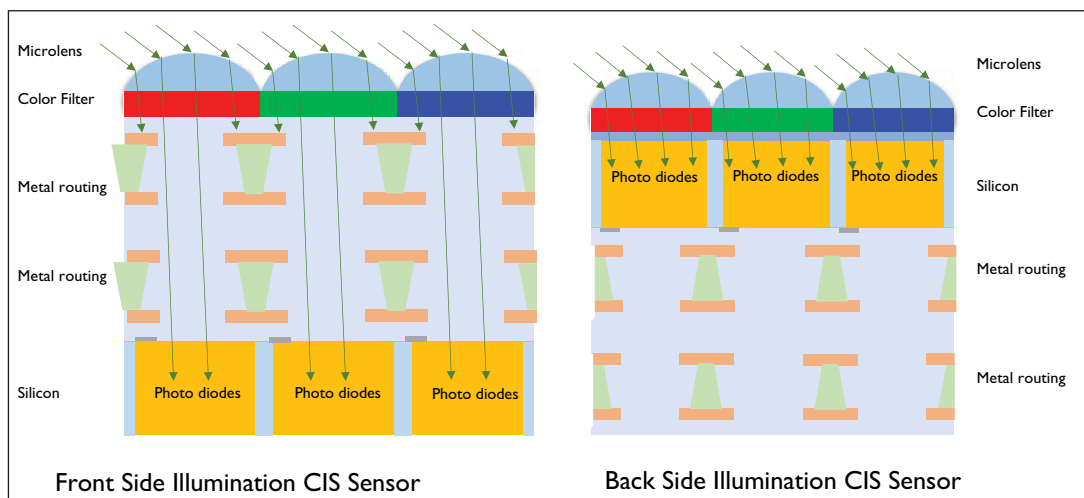 Microlens
Color Filter
Metal routing
Metal routing
Silicon
Photo diodes Photo diodes Photo diodes
Front Side Illumination CIS Sensor
Microlens
Color Filter
Photo diodes Photo diodes Photo diodes
Silicon
Metal routing
Metal routing
Back Side Illumination CIS Sensor